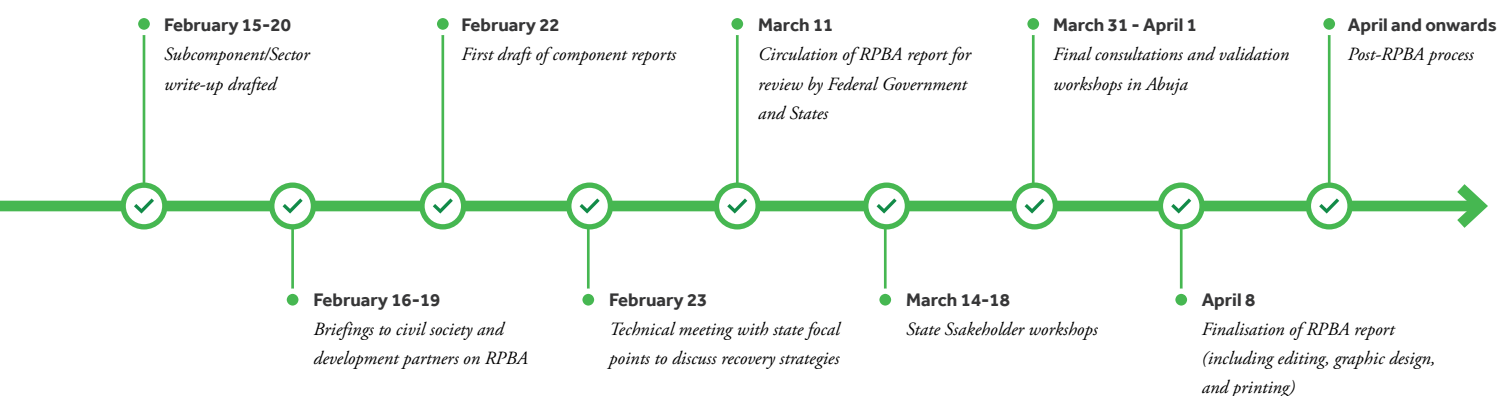 February 15-20
Subcomponent/Sector
write-up drafted
February 16-19
Briefings to civil society and
development partners on RPBA
February 22
First draft of component reports
February 23
Technical meeting with state focal
points to discuss recovery strategies
March 11
Circulation of RPBA report for
review by Federal Government
and States
March 14-18
State Ssakeholder workshops
March 31 - April 1
Final consultations and validation
workshops in Abuja
April 8
Finalisation of RPBA report
(including editing, graphic design,
and printing)
April and onwards
Post-RPBA process